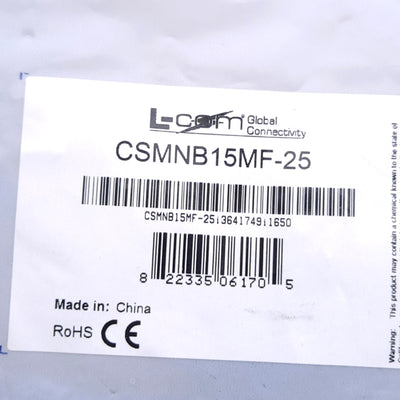 L-com Global
Connectivity
CSMNB15MF-25
CSMNB15MF-25;36417491;1650
8 22335 06170 5
Made in: China
RoHS CE
Warning: This product may contain a chemical known to the state of